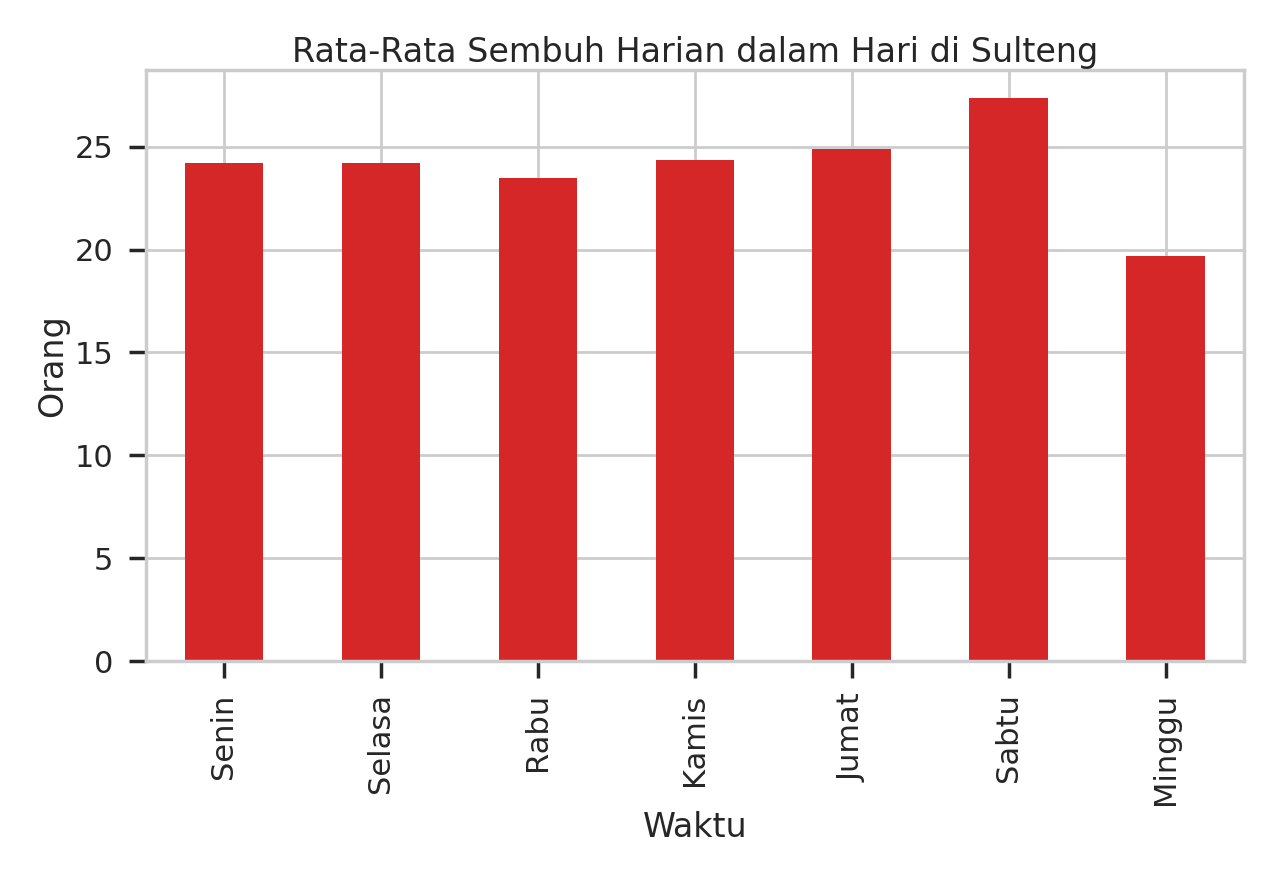 Rata-Rata Sembuh Harian dalam Hari di Sulteng
Orang
25
20
15
10
5
0
Senin
Selasa
Rabu
Kamis
Jumat
Sabtu
Minggu
Waktu